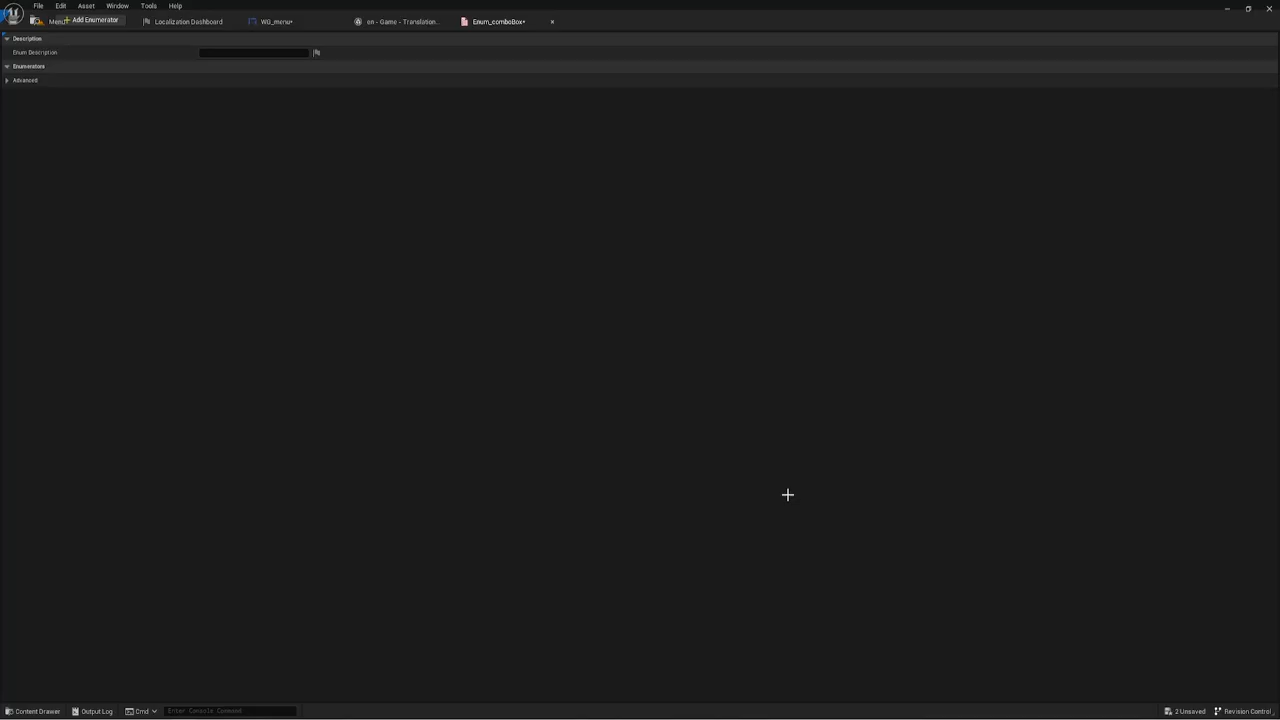 File Edit Asset Window Tools Help
Menu Add Enumerator Localization Dashboard WG_menu• en - Game - Translation... Enum_comboBox•
Description
Enum Description
Enumerators
Advanced
Content Drawer Output Log Cmd Enter Console Command 2 Unsaved Revision Control